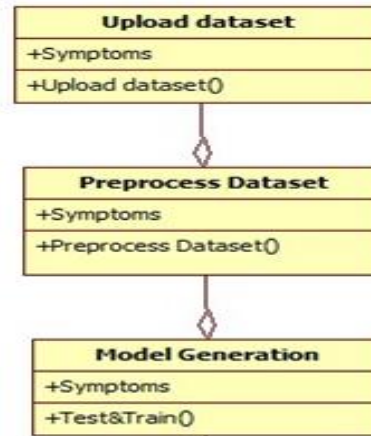 Upload dataset
+Symptoms
+Upload dataset()
Preprocess Dataset
+Symptoms
+Preprocess Dataset()
Model Generation
+Symptoms
+Test&Train()